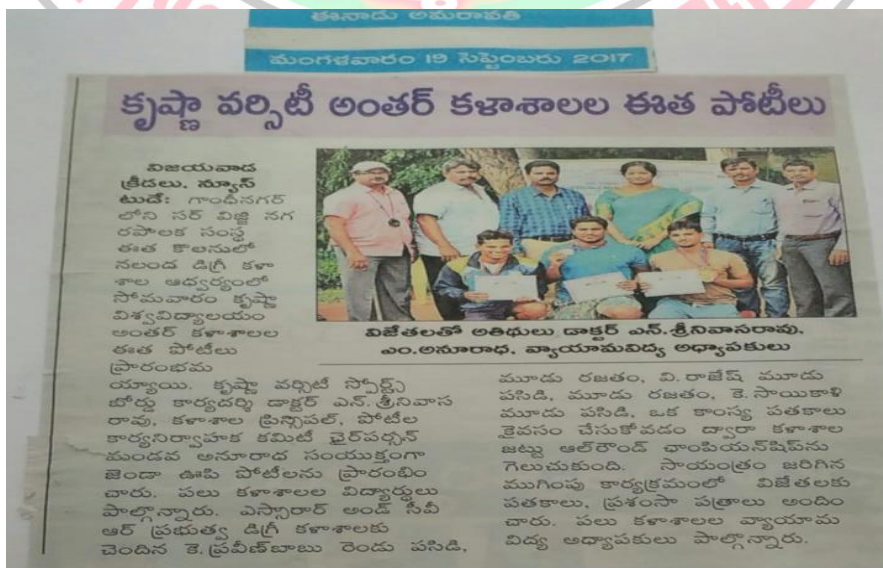 ఈనాడు అమరావతి
మంగళవారం 19 సెప్టెంబరు 2017
కృష్ణా వర్సిటీ అంతర్ కళాశాలల ఈత పోటీలు
విజయవాడ
క్రీడలు, న్యూస్
టుడే: గాంధీనగర్
లోని సర్ విజ్జి నగ
రపాలక సంస్థ
ఈత కొలనులో
నలంద డిగ్రీ కళా
శాల ఆధ్వర్యంలో
సోమవారం కృష్ణా
విశ్వవిద్యాలయం
అంతర్ కళాశాలల
ఈత పోటీలు
ప్రారంభమ
య్యాయి. కృష్ణా వర్సిటీ స్పోర్ట్స్
బోర్డు కార్యదర్శి డాక్టర్ ఎన్.శ్రీనివాస
రావు, కళాశాల ప్రిన్సిపల్, పోటీల
కార్యనిర్వాహక కమిటీ ఛైర్‌పర్సన్
మండవ అనూరాధ సంయుక్తంగా
జెండా ఊపి పోటీలను ప్రారంభిం
చారు. పలు కళాశాలల విద్యార్థులు
పాల్గొన్నారు. ఎస్సారార్ అండ్ సీవీ
ఆర్ ప్రభుత్వ డిగ్రీ కళాశాలకు
చెందిన కె.ప్రవీణ్‌బాబు రెండు పసిడి,
విజేతలతో అతిథులు డాక్టర్ ఎన్.శ్రీనివాసరావు,
ఎం.అనూరాధ, వ్యాయామవిద్య అధ్యాపకులు
మూడు రజతం, వి.రాజేష్ మూడు
పసిడి, మూడు రజతం, కె.సాయికాళి
మూడు పసిడి, ఒక కాంస్య పతకాలు
కైవసం చేసుకోవడం ద్వారా కళాశాల
జట్టు ఆల్‌రౌండ్ ఛాంపియన్‌షిప్‌ను
గెలుచుకుంది. సాయంత్రం జరిగిన
ముగింపు కార్యక్రమంలో విజేతలకు
పతకాలు, ప్రశంసా పత్రాలు అందిం
చారు. పలు కళాశాలల వ్యాయామ
విద్య అధ్యాపకులు పాల్గొన్నారు.